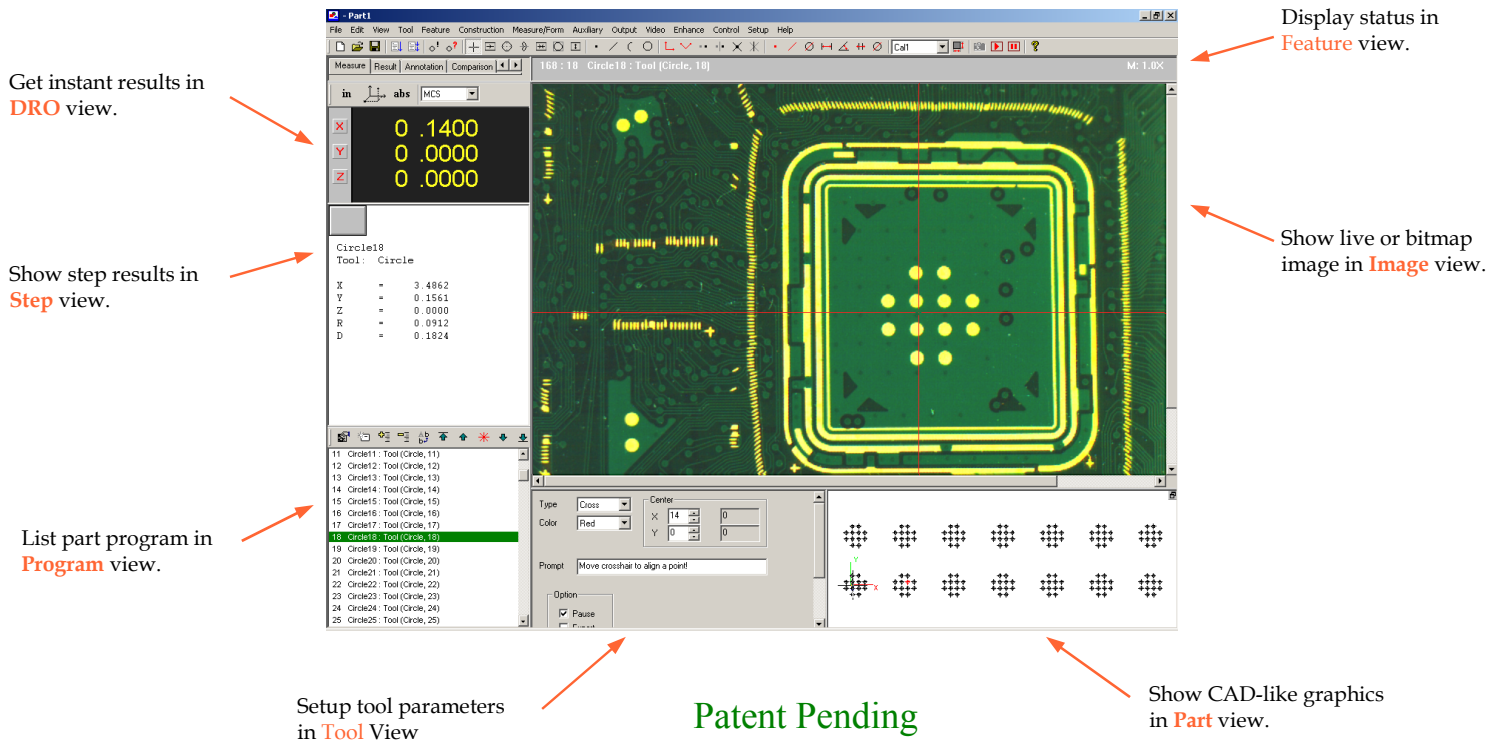 - Part1
File Edit View Tool Feature Construction Measure/Form Auxiliary Output Video Enhance Control Setup Help
Cal1
Measure Result Annotation Comparison
168 : 18 Circle18 : Tool (Circle, 18) M: 1.0X
Display status in
Feature view.
Get instant results in
DRO view.
in abs MCS
X 0 .1400
Y 0 .0000
Z 0 .0000
Show live or bitmap
image in Image view.
Show step results in
Step view.
Circle18
Tool: Circle
X = 3.4862
Y = 0.1561
Z = 0.0000
R = 0.0912
D = 0.1824
List part program in
Program view.
11 Circle11 : Tool (Circle, 11)
12 Circle12 : Tool (Circle, 12)
13 Circle13 : Tool (Circle, 13)
14 Circle14 : Tool (Circle, 14)
15 Circle15 : Tool (Circle, 15)
16 Circle16 : Tool (Circle, 16)
17 Circle17 : Tool (Circle, 17)
18 Circle18 : Tool (Circle, 18)
19 Circle19 : Tool (Circle, 19)
20 Circle20 : Tool (Circle, 20)
21 Circle21 : Tool (Circle, 21)
22 Circle22 : Tool (Circle, 22)
23 Circle23 : Tool (Circle, 23)
24 Circle24 : Tool (Circle, 24)
25 Circle25 : Tool (Circle, 25)
Type Cross
Color Red
Center
X 14 0
Y 0 0
Prompt Move crosshair to align a point!
Option
Pause
Y
X
Setup tool parameters
in Tool View
Patent Pending
Show CAD-like graphics
in Part view.